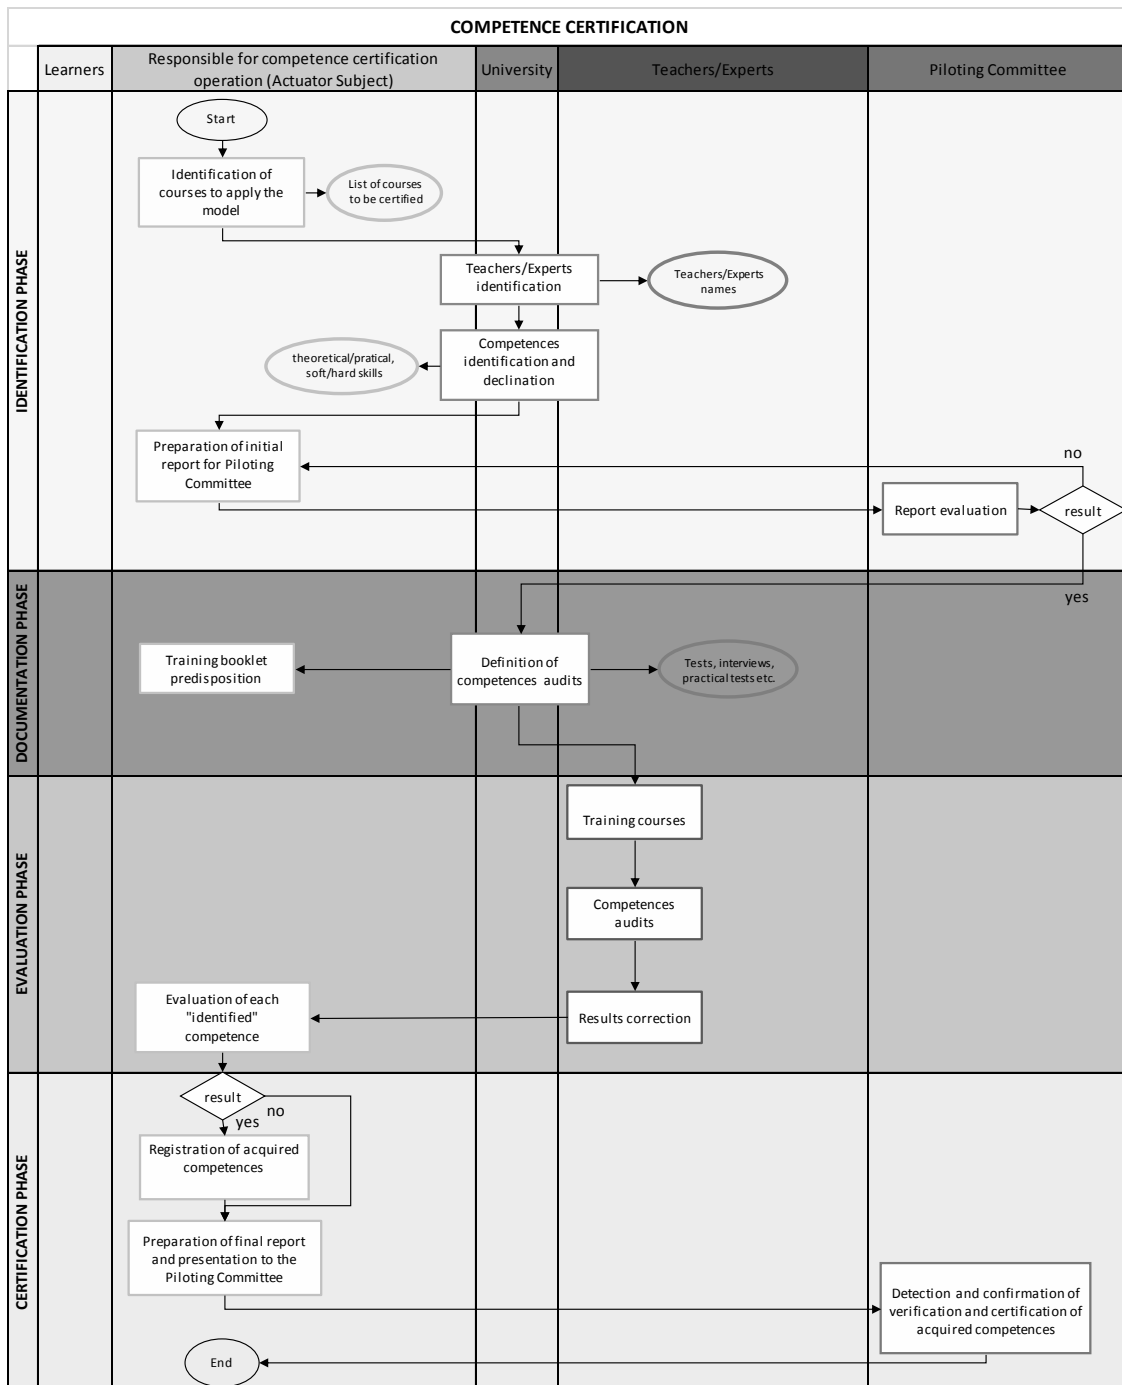 COMPETENCE CERTIFICATION
Learners
Responsible for competence certification
operation (Actuator Subject)
University
Teachers/Experts
Piloting Committee
IDENTIFICATION PHASE
Start
Identification of
courses to apply the
model
List of courses
to be certified
Teachers/Experts
identification
Teachers/Experts
names
Competences
identification and
declination
theoretical/pratical,
soft/hard skills
Preparation of initial
report for Piloting
Committee
no
Report evaluation
result
yes
DOCUMENTATION PHASE
Training booklet
predisposition
Definition of
competences audits
Tests, interviews,
practical tests etc.
EVALUATION PHASE
Training courses
Competences
audits
Results correction
Evaluation of each
"identified"
competence
CERTIFICATION PHASE
result
no
yes
Registration of acquired
competences
Preparation of final report
and presentation to the
Piloting Committee
Detection and confirmation of
verification and certification of
acquired competences
End